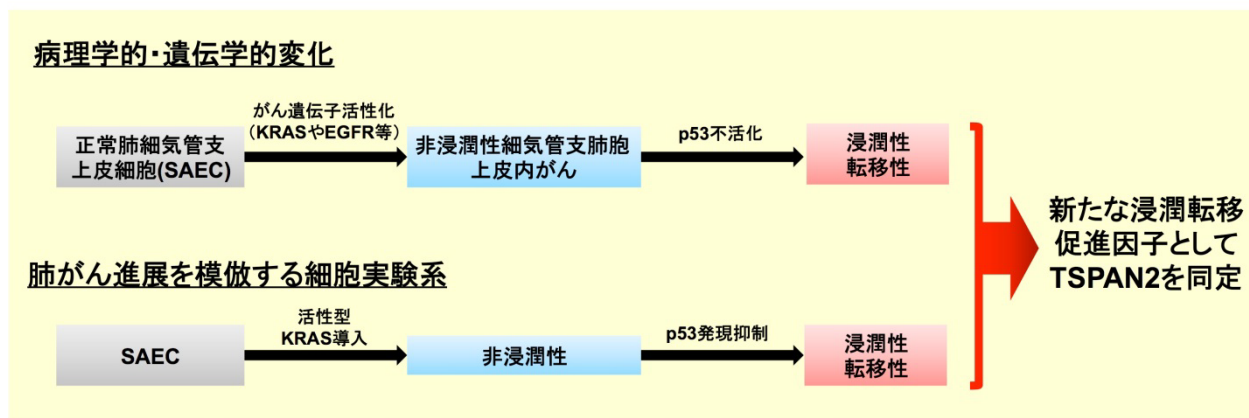 病理学的・遺伝学的変化
がん遺伝子活性化
（KRASやEGFR等）
正常肺細気管支
上皮細胞(SAEC)
非浸潤性細気管支肺胞
上皮内がん
p53不活化
浸潤性
転移性
肺がん進展を模倣する細胞実験系
活性型
KRAS導入
SAEC
非浸潤性
p53発現抑制
浸潤性
転移性
新たな浸潤転移
促進因子として
TSPAN2を同定